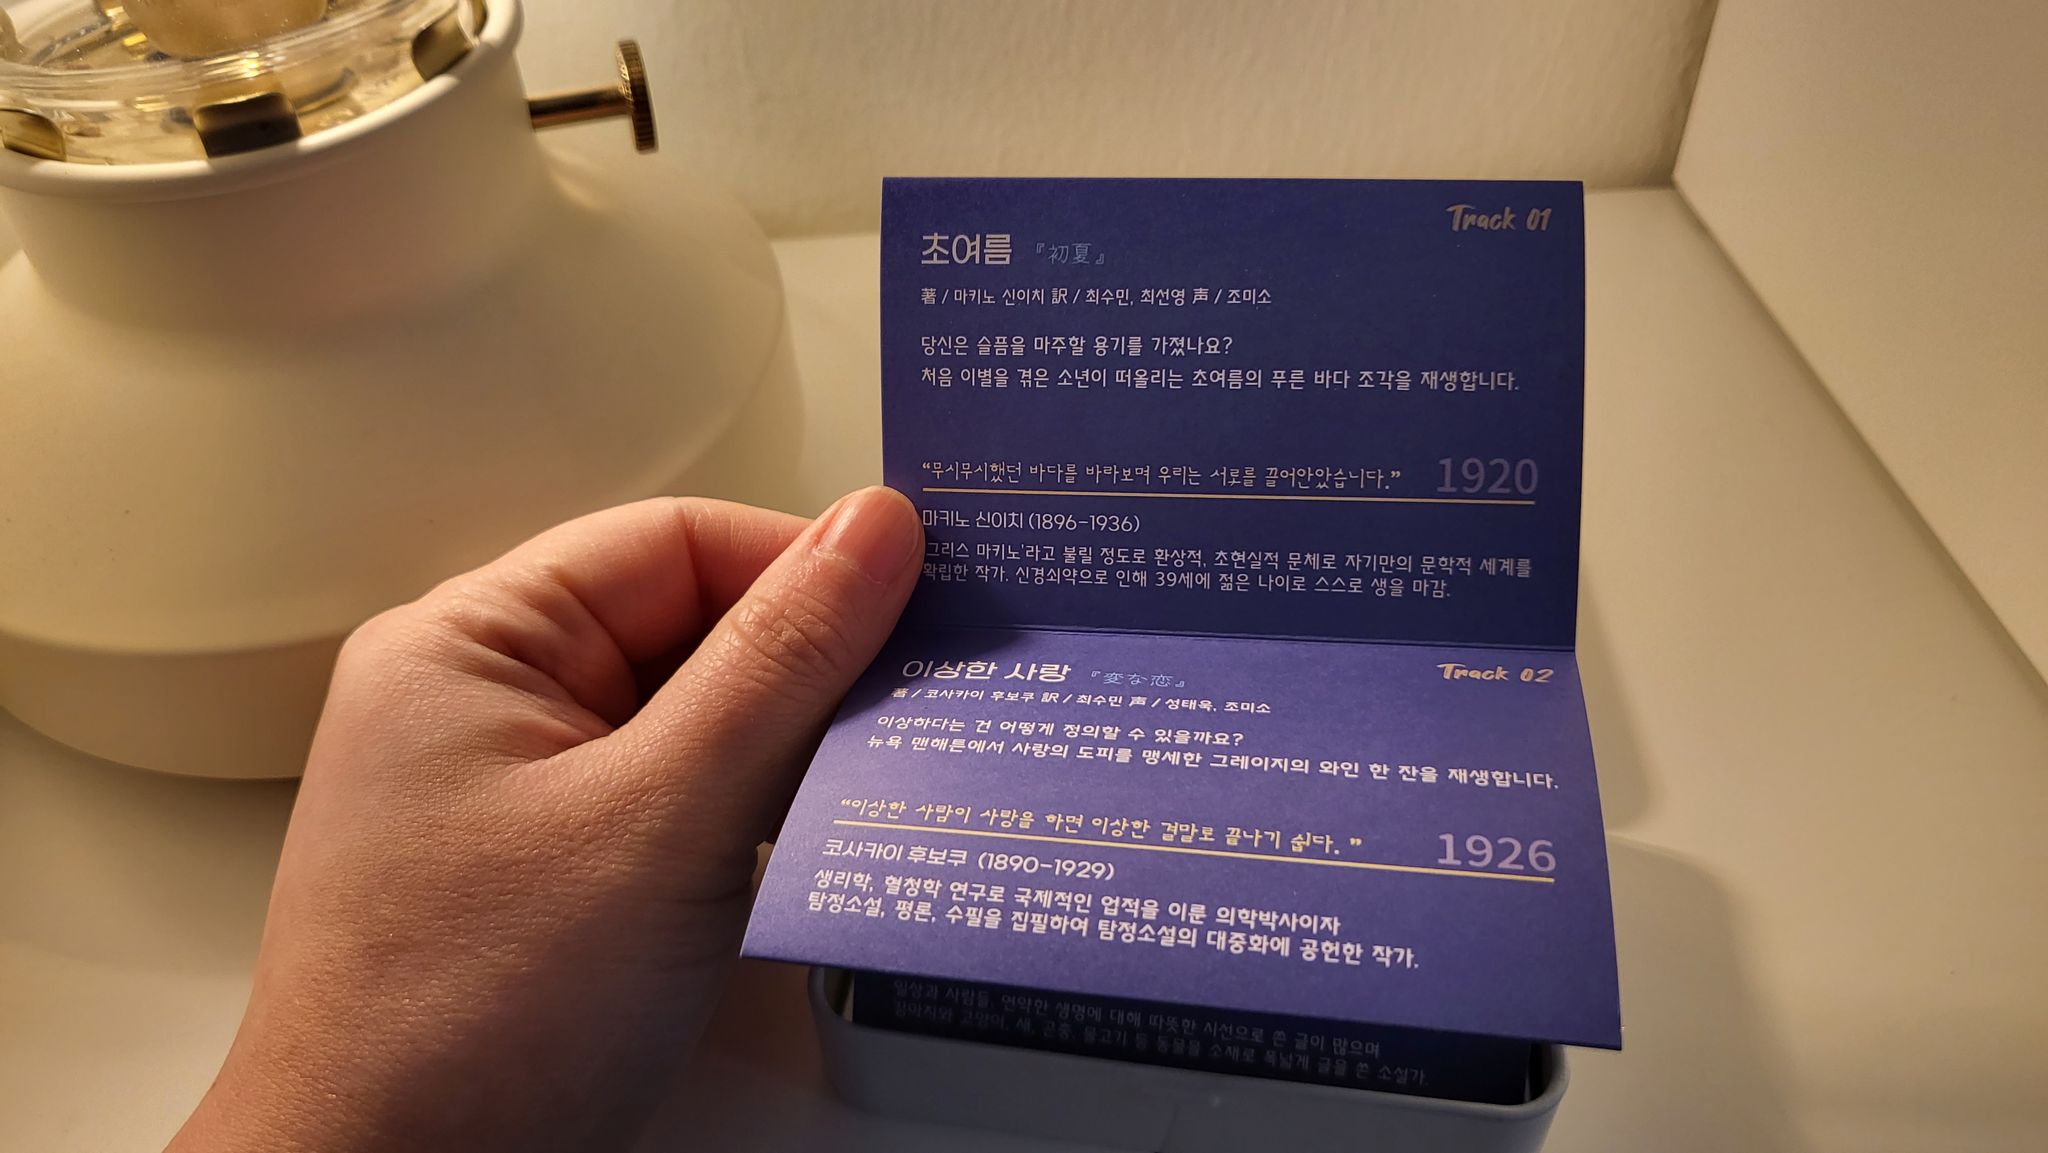 Track 01
초여름 『初夏』
著 / 마키노 신이치 訳 / 최수민, 최선영 声 / 조미소
당신은 슬픔을 마주할 용기를 가졌나요?
처음 이별을 겪은 소년이 떠올리는 초여름의 푸른 바다 조각을 재생합니다.
“무시무시했던 바다를 바라보며 우리는 서로를 끌어안았습니다.” 1920
마키노 신이치 (1896-1936)
그리스 마키노'라고 불릴 정도로 환상적, 초현실적 문체로 자기만의 문학적 세계를
확립한 작가. 신경쇠약으로 인해 39세에 젊은 나이로 스스로 생을 마감.
Track 02
이상한 사랑 『変な恋』
著 / 코사카이 후보쿠 訳 / 최수민 声 / 성태욱, 조미소
이상하다는 건 어떻게 정의할 수 있을까요?
뉴욕 맨해튼에서 사랑의 도피를 맹세한 그레이지의 와인 한 잔을 재생합니다.
“이상한 사람이 사랑을 하면 이상한 결말로 끝나기 쉽다. ” 1926
코사카이 후보쿠 (1890-1929)
생리학, 혈청학 연구로 국제적인 업적을 이룬 의학박사이자
탐정소설, 평론, 수필을 집필하여 탐정소설의 대중화에 공헌한 작가.
일상과 사람들, 연약한 생명에 대해 따뜻한 시선으로 쓴 글이 많으며
강아지와 고양이, 새, 곤충, 물고기 등 동물을 소재로 폭넓게 글을 쓴 소설가.